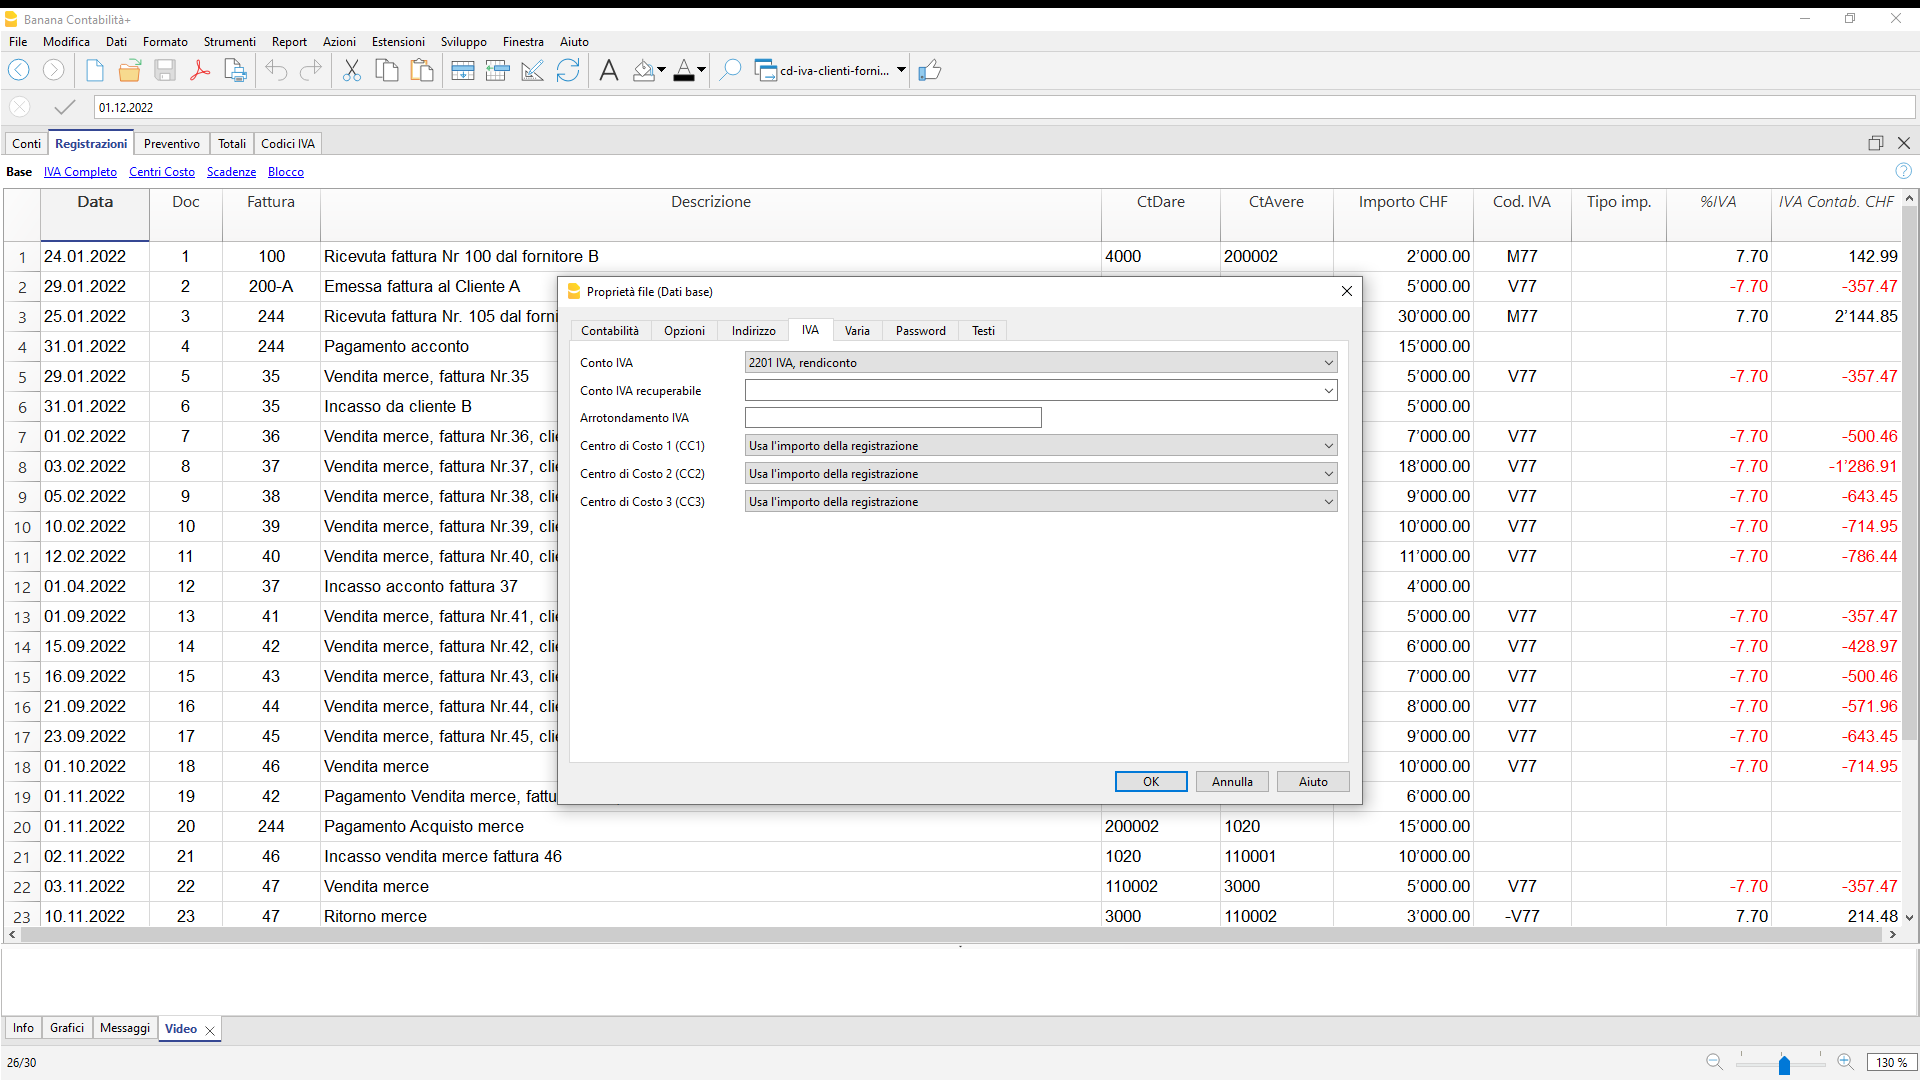 Banana Contabilità+
File Modifica Dati Formato Strumenti Report Azioni Estensioni Sviluppo Finestra Aiuto
cd-iva-clienti-forni...
01.12.2022
Conti Registrazioni Preventivo Totali Codici IVA
Base IVA Completo Centri Costo Scadenze Blocco
Data Doc Fattura Descrizione CtDare CtAvere Importo CHF Cod. IVA Tipo imp. %IVA IVA Contab. CHF
1 24.01.2022 1 100 Ricevuta fattura Nr 100 dal fornitore B 4000 200002 2’000.00 M77 7.70 142.99
2 29.01.2022 2 200-A Emessa fattura al Cliente A 5’000.00 V77 -7.70 -357.47
3 25.01.2022 3 244 Ricevuta fattura Nr. 105 dal forni 30’000.00 M77 7.70 2’144.85
4 31.01.2022 4 244 Pagamento acconto 15’000.00
5 29.01.2022 5 35 Vendita merce, fattura Nr.35 5’000.00 V77 -7.70 -357.47
6 31.01.2022 6 35 Incasso da cliente B 5’000.00
7 01.02.2022 7 36 Vendita merce, fattura Nr.36, clie 7’000.00 V77 -7.70 -500.46
8 03.02.2022 8 37 Vendita merce, fattura Nr.37, clie 18’000.00 V77 -7.70 -1’286.91
9 05.02.2022 9 38 Vendita merce, fattura Nr.38, clie 9’000.00 V77 -7.70 -643.45
10 10.02.2022 10 39 Vendita merce, fattura Nr.39, clie 10’000.00 V77 -7.70 -714.95
11 12.02.2022 11 40 Vendita merce, fattura Nr.40, clie 11’000.00 V77 -7.70 -786.44
12 01.04.2022 12 37 Incasso acconto fattura 37 4’000.00
13 01.09.2022 13 41 Vendita merce, fattura Nr.41, clie 5’000.00 V77 -7.70 -357.47
14 15.09.2022 14 42 Vendita merce, fattura Nr.42, clie 6’000.00 V77 -7.70 -428.97
15 16.09.2022 15 43 Vendita merce, fattura Nr.43, clie 7’000.00 V77 -7.70 -500.46
16 21.09.2022 16 44 Vendita merce, fattura Nr.44, clie 8’000.00 V77 -7.70 -571.96
17 23.09.2022 17 45 Vendita merce, fattura Nr.45, clie 9’000.00 V77 -7.70 -643.45
18 01.10.2022 18 46 Vendita merce 10’000.00 V77 -7.70 -714.95
19 01.11.2022 19 42 Pagamento Vendita merce, fattu 6’000.00
20 01.11.2022 20 244 Pagamento Acquisto merce 200002 1020 15’000.00
21 02.11.2022 21 46 Incasso vendita merce fattura 46 1020 110001 10’000.00
22 03.11.2022 22 47 Vendita merce 110002 3000 5’000.00 V77 -7.70 -357.47
23 10.11.2022 23 47 Ritorno merce 3000 110002 3’000.00 -V77 7.70 214.48
Proprietà file (Dati base)
Contabilità Opzioni Indirizzo IVA Varia Password Testi
Conto IVA 2201 IVA, rendiconto
Conto IVA recuperabile
Arrotondamento IVA
Centro di Costo 1 (CC1) Usa l'importo della registrazione
Centro di Costo 2 (CC2) Usa l'importo della registrazione
Centro di Costo 3 (CC3) Usa l'importo della registrazione
OK Annulla Aiuto
Info Grafici Messaggi Video
26/30
130 %